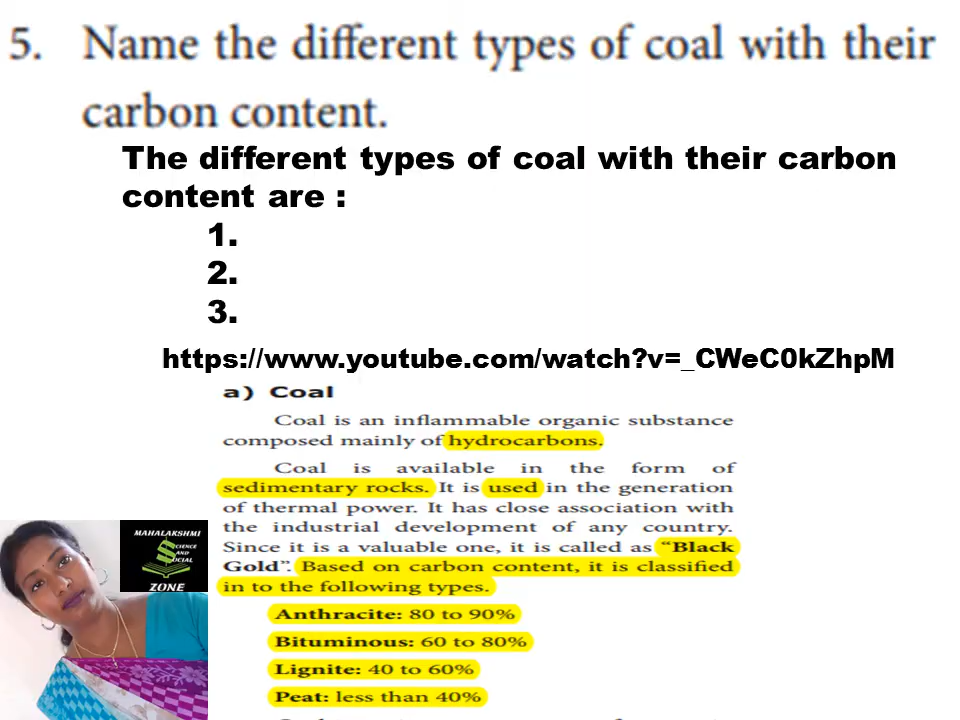 5. Name the different types of coal with their
carbon content.
The different types of coal with their carbon
content are :
1.
2.
3.
https://www.youtube.com/watch?v=_CWeC0kZhpM
a) Coal
Coal is an inflammable organic substance
composed mainly of hydrocarbons.
Coal is available in the form of
sedimentary rocks. It is used in the generation
of thermal power. It has close association with
the industrial development of any country.
Since it is a valuable one, it is called as “Black
Gold”. Based on carbon content, it is classified
in to the following types.
Anthracite: 80 to 90%
Bituminous: 60 to 80%
Lignite: 40 to 60%
Peat: less than 40%
MAHALAKSHMI
SCIENCE
AND
SOCIAL
ZONE